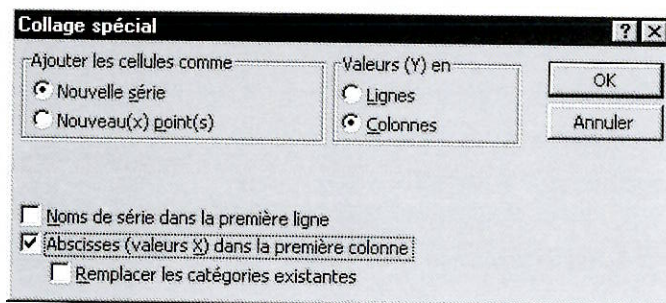 Collage spécial
? ×
Ajouter les cellules comme
Nouvelle série
Nouveau(x) point(s)
Valeurs (Y) en
Lignes
Colonnes
OK
Annuler
Noms de série dans la première ligne
Abscisses (valeurs X) dans la première colonne
Remplacer les catégories existantes